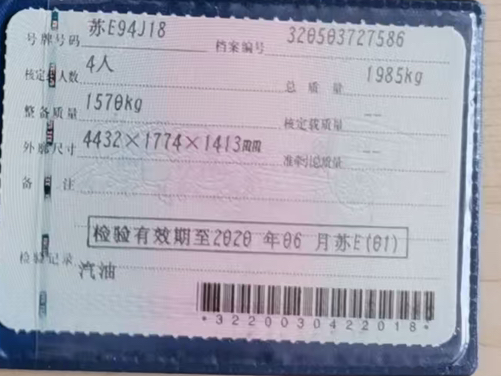 号牌号码 苏E94J18 档案编号 320503727586
核定载人数 4人 总质量 1985kg
整备质量 1570kg 核定载质量 --
外廓尺寸 4432×1774×1413mm 准牵引总质量 --
备注
检验有效期至2020 年06 月苏E(01)
检验记录 汽油
*3220030422018*